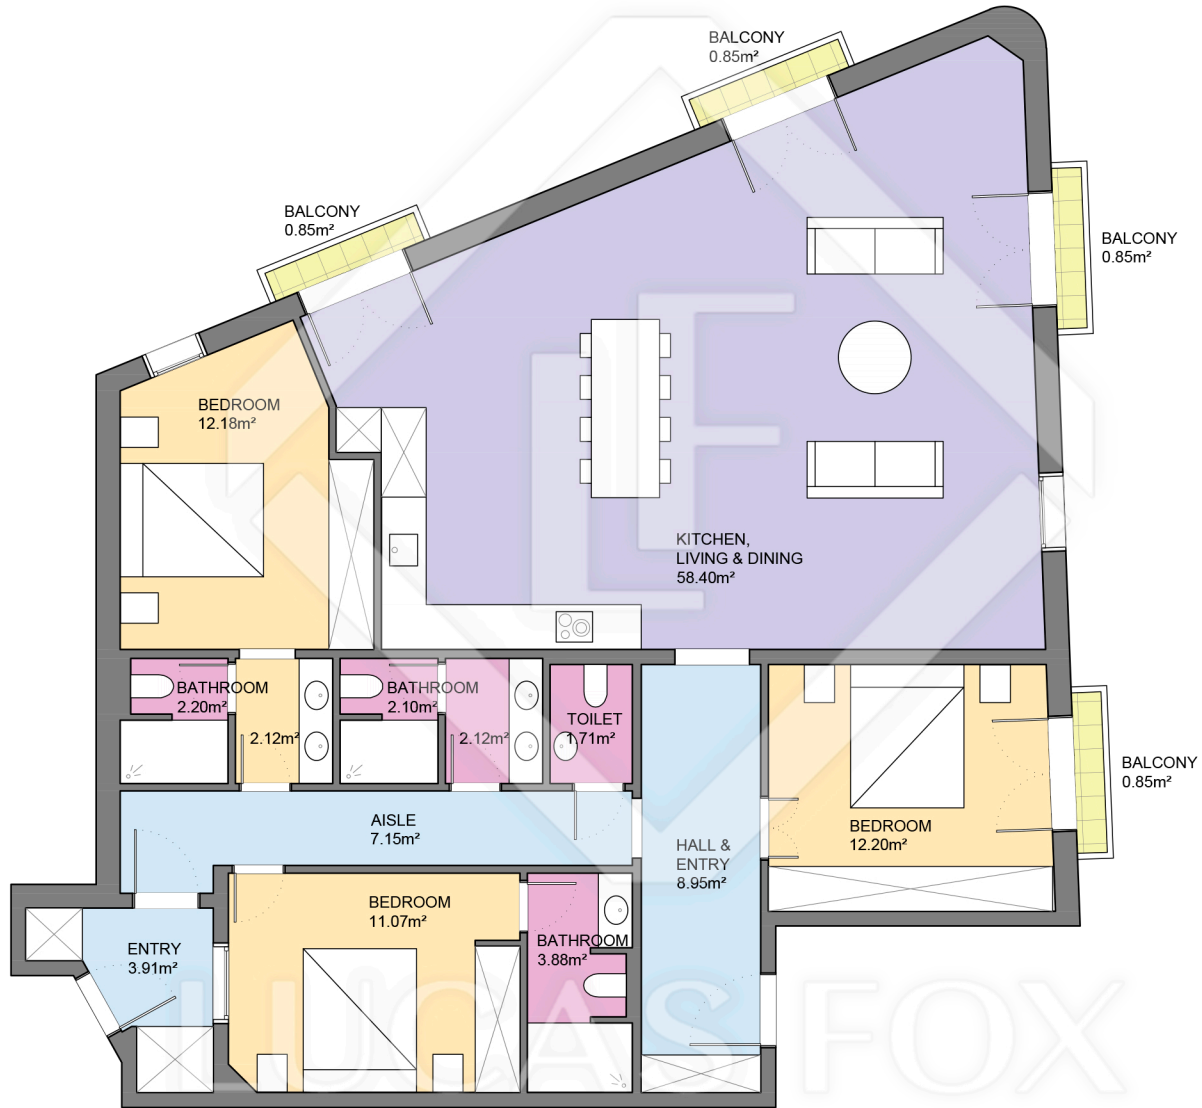 BALCONY
0.85m²
BALCONY
0.85m²
BALCONY
0.85m²
BEDROOM
12.18m²
KITCHEN,
LIVING & DINING
58.40m²
BATHROOM
2.20m²
2.12m²
BATHROOM
2.10m²
2.12m²
TOILET
1.71m²
BALCONY
0.85m²
AISLE
7.15m²
BEDROOM
12.20m²
HALL &
ENTRY
8.95m²
BEDROOM
11.07m²
BATHROOM
3.88m²
ENTRY
3.91m²
LF
LUCAS FOX